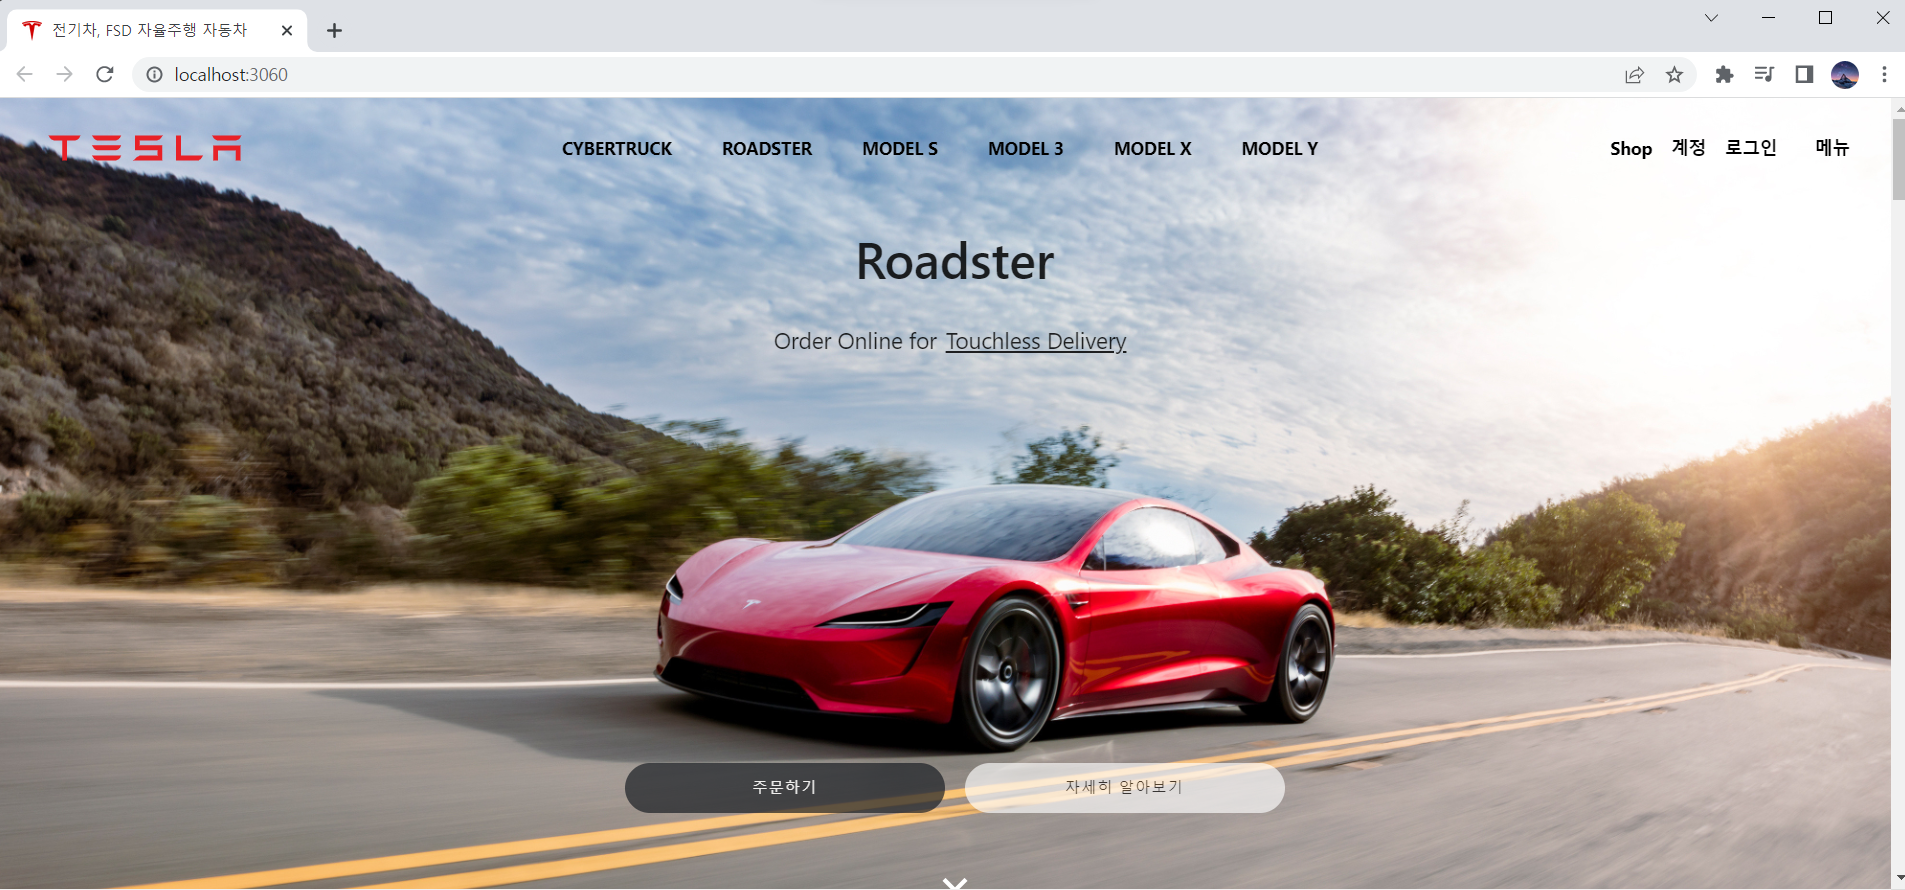 전기차, FSD 자율주행 자동차
localhost:3060
TESLA CYBERTRUCK ROADSTER MODEL S MODEL 3 MODEL X MODEL Y Shop 계정 로그인 메뉴
Roadster
Order Online for Touchless Delivery
주문하기 자세히 알아보기